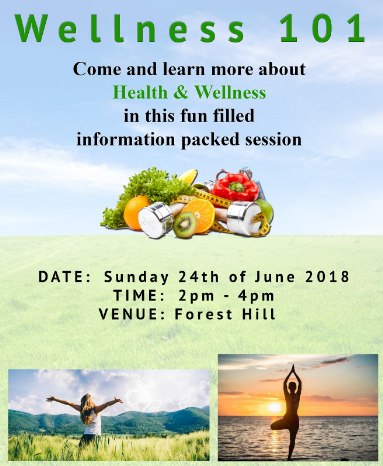 Wellness 101
Come and learn more about
Health & Wellness
in this fun filled
information packed session
DATE: Sunday 24th of June 2018
TIME: 2pm - 4pm
VENUE: Forest Hill